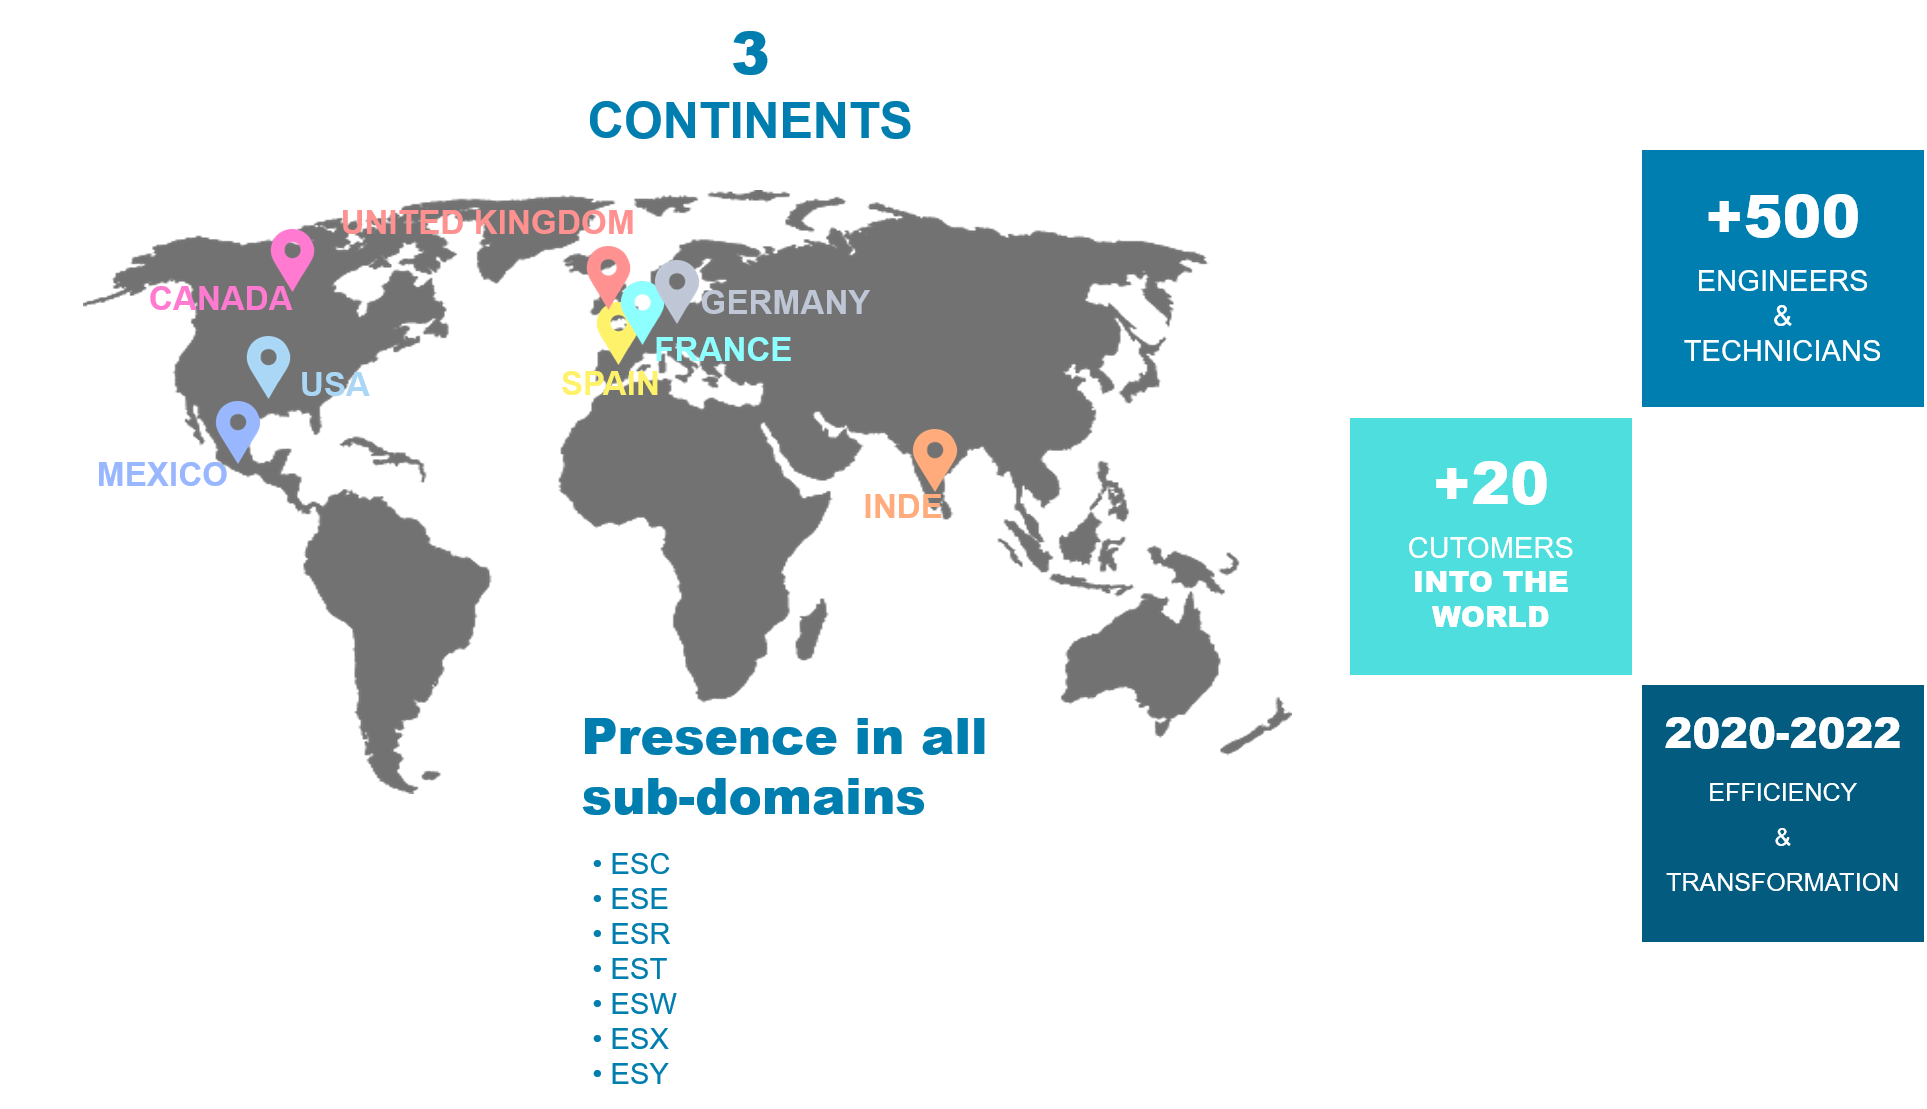 3
CONTINENTS
UNITED KINGDOM
CANADA
GERMANY
FRANCE
USA
SPAIN
MEXICO
INDE
+500
ENGINEERS
&
TECHNICIANS
+20
CUTOMERS
INTO THE
WORLD
2020-2022
EFFICIENCY
&
TRANSFORMATION
Presence in all
sub-domains
• ESC
• ESE
• ESR
• EST
• ESW
• ESX
• ESY